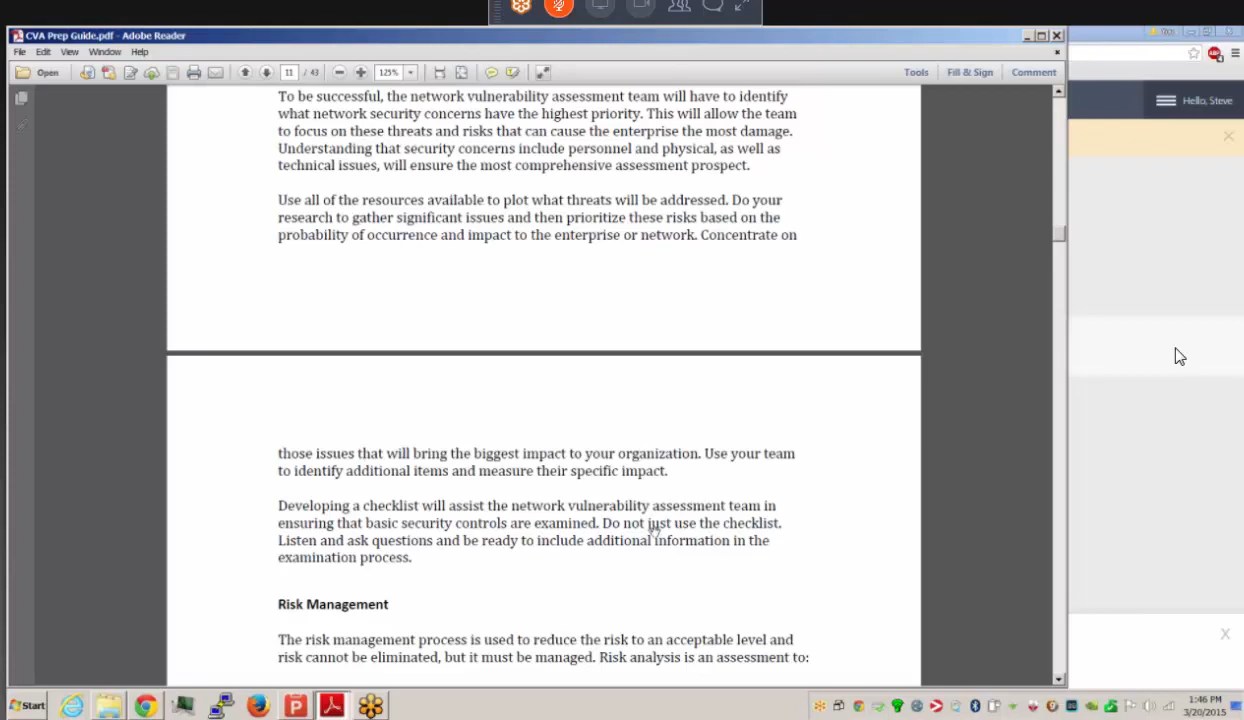 CVA Prep Guide.pdf - Adobe Reader
File Edit View Window Help
Open 11 / 43 125% Tools Fill & Sign Comment
Hello, Steve
To be successful, the network vulnerability assessment team will have to identify
what network security concerns have the highest priority. This will allow the team
to focus on these threats and risks that can cause the enterprise the most damage.
Understanding that security concerns include personnel and physical, as well as
technical issues, will ensure the most comprehensive assessment prospect.
Use all of the resources available to plot what threats will be addressed. Do your
research to gather significant issues and then prioritize these risks based on the
probability of occurrence and impact to the enterprise or network. Concentrate on
those issues that will bring the biggest impact to your organization. Use your team
to identify additional items and measure their specific impact.
Developing a checklist will assist the network vulnerability assessment team in
ensuring that basic security controls are examined. Do not just use the checklist.
Listen and ask questions and be ready to include additional information in the
examination process.
Risk Management
The risk management process is used to reduce the risk to an acceptable level and
risk cannot be eliminated, but it must be managed. Risk analysis is an assessment to:
Start
1:46 PM
3/20/2015